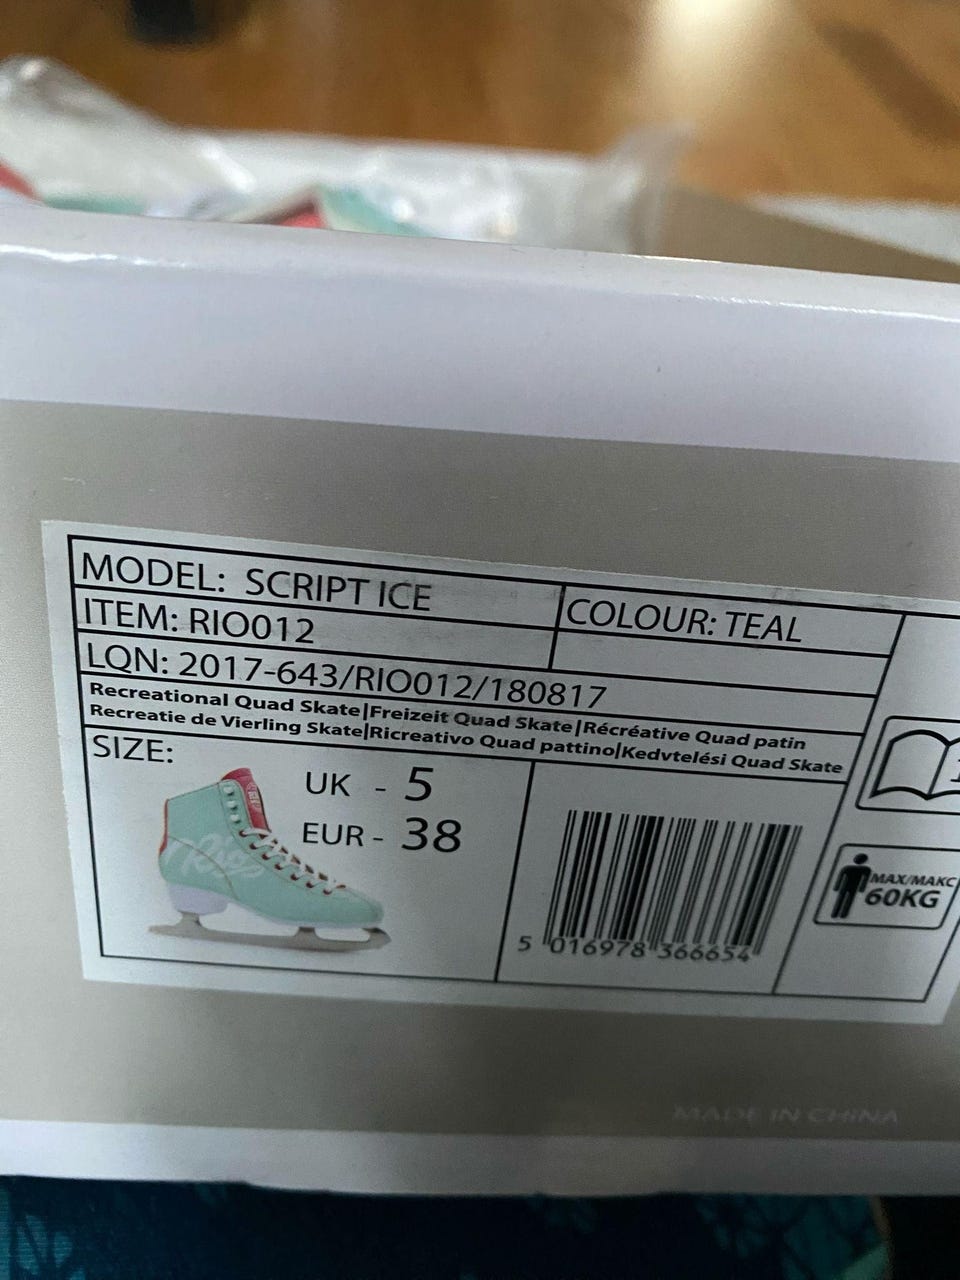 MODEL: SCRIPT ICE
COLOUR: TEAL
ITEM: RIO012
LQN: 2017-643/RIO012/180817
Recreational Quad Skate|Freizeit Quad Skate|Récréative Quad patin
Recreatie de Vierling Skate|Ricreativo Quad pattino|Kedvtelési Quad Skate
SIZE:
UK - 5
EUR - 38
Rio
5 016978 366654
MAX/МАКС
60KG
MADE IN CHINA